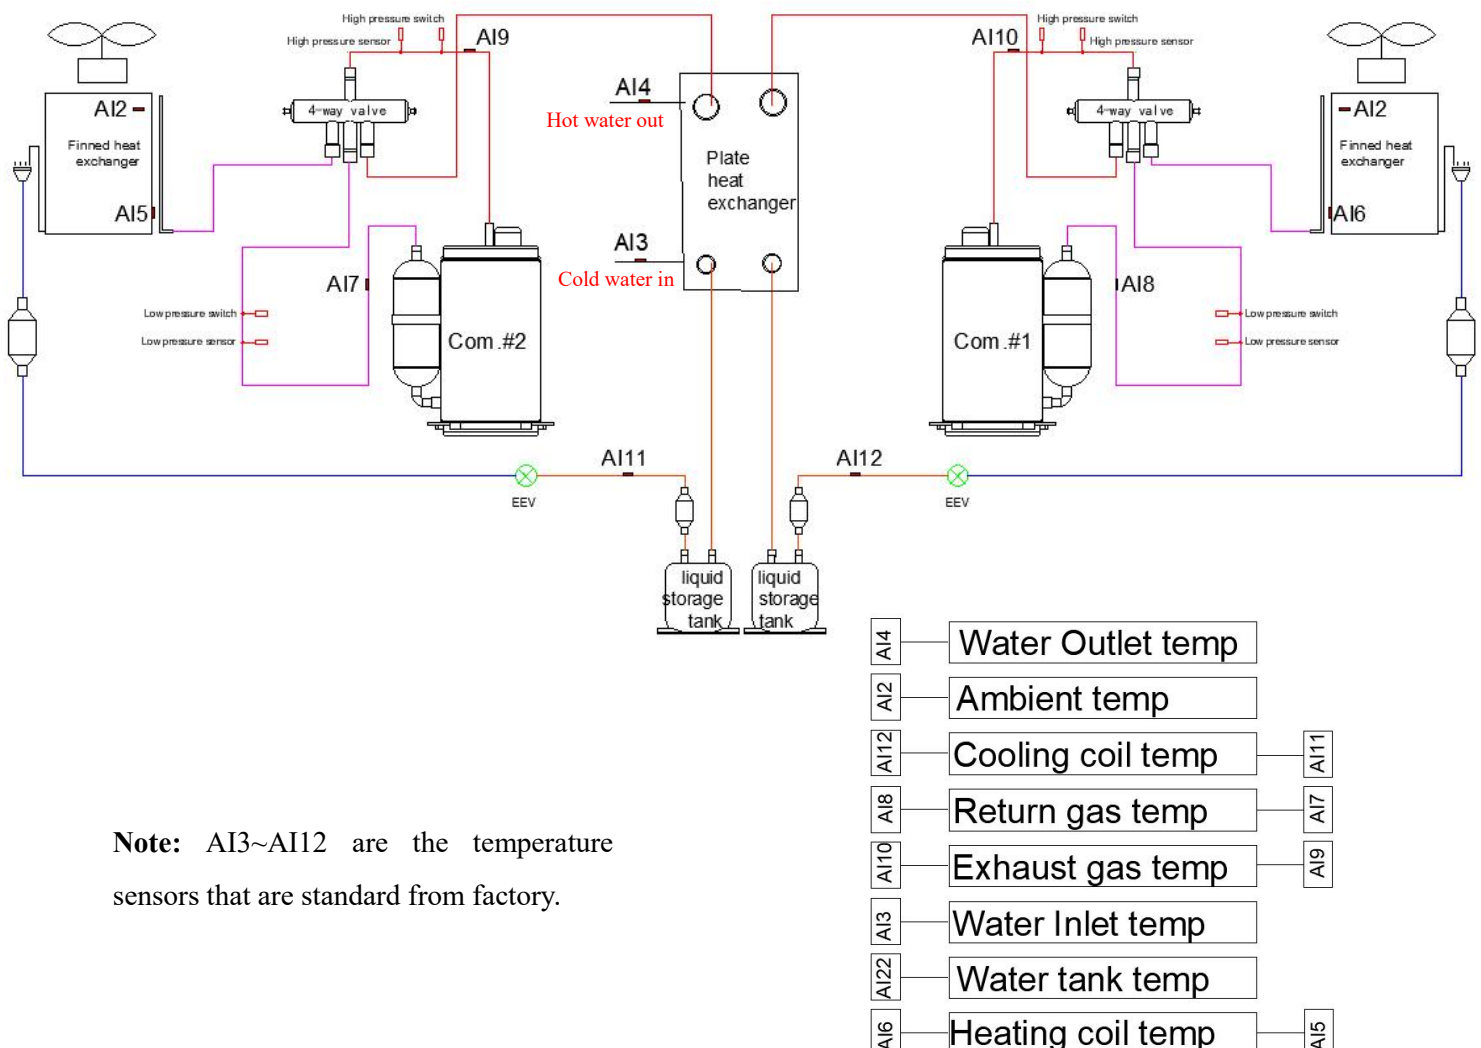 High pressure switch
High pressure sensor
AI9
AI10
High pressure switch
High pressure sensor
AI2
Finned heat
exchanger
AI5
4-way valve
AI4
Hot water out
Plate
heat
exchanger
AI3
Cold water in
4-way valve
AI2
Finned heat
exchanger
AI6
AI7
Low pressure switch
Low pressure sensor
Com.#2
Com.#1
AI8
Low pressure switch
Low pressure sensor
AI11
EEV
AI12
EEV
liquid
storage
tank
liquid
storage
tank
AI4 Water Outlet temp
AI2 Ambient temp
AI12 Cooling coil temp AI11
AI8 Return gas temp AI7
AI10 Exhaust gas temp AI9
AI3 Water Inlet temp
AI22 Water tank temp
AI6 Heating coil temp AI5
Note: AI3~AI12 are the temperature
sensors that are standard from factory.